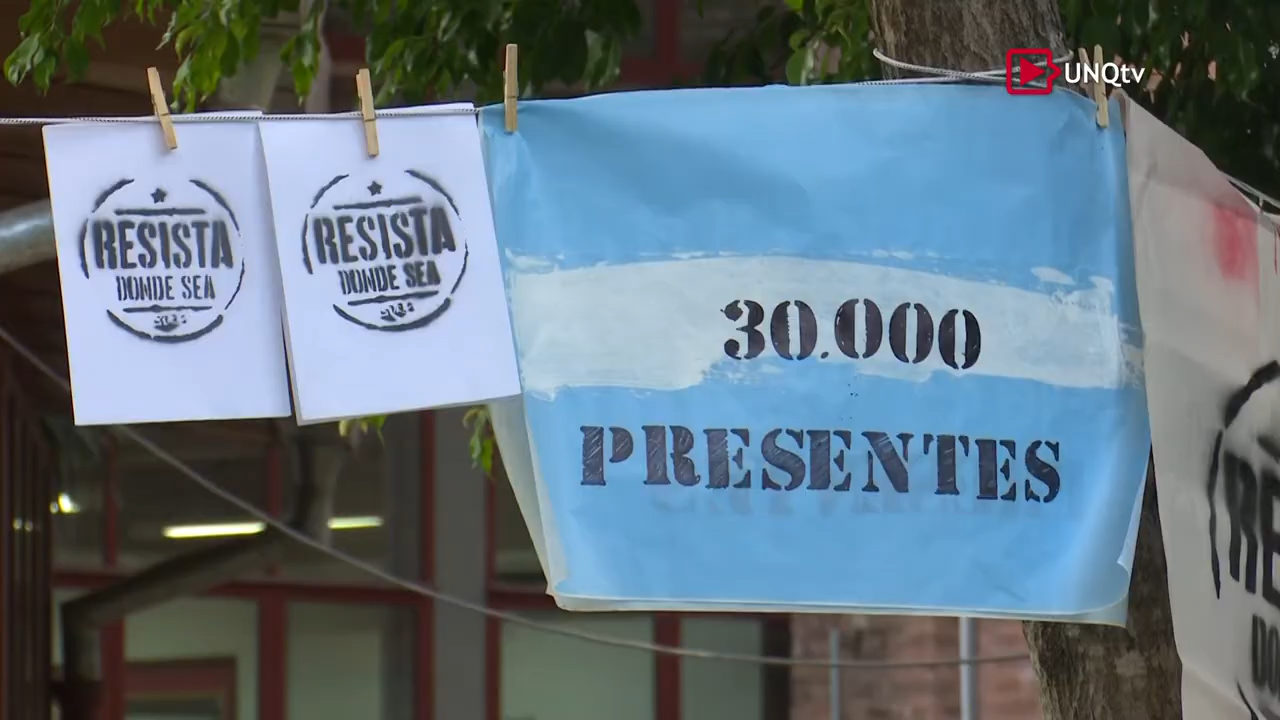 UNQtv
RESISTA
DONDE SEA
RESISTA
DONDE SEA
30.000
PRESENTES